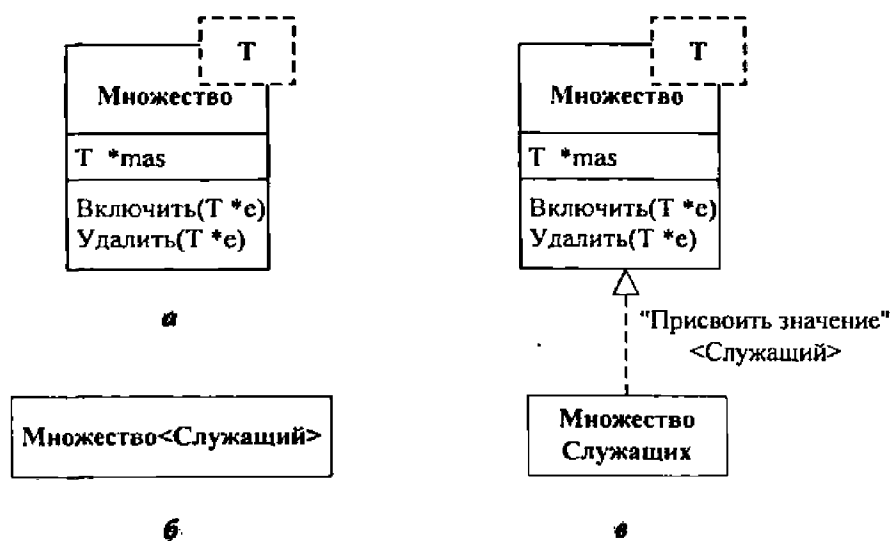 T
Множество
T *mas
Включить(T *e)
Удалить(T *e)
а
Множество<Служащий>
б
T
Множество
T *mas
Включить(T *e)
Удалить(T *e)
"Присвоить значение"
<Служащий>
Множество
Служащих
в